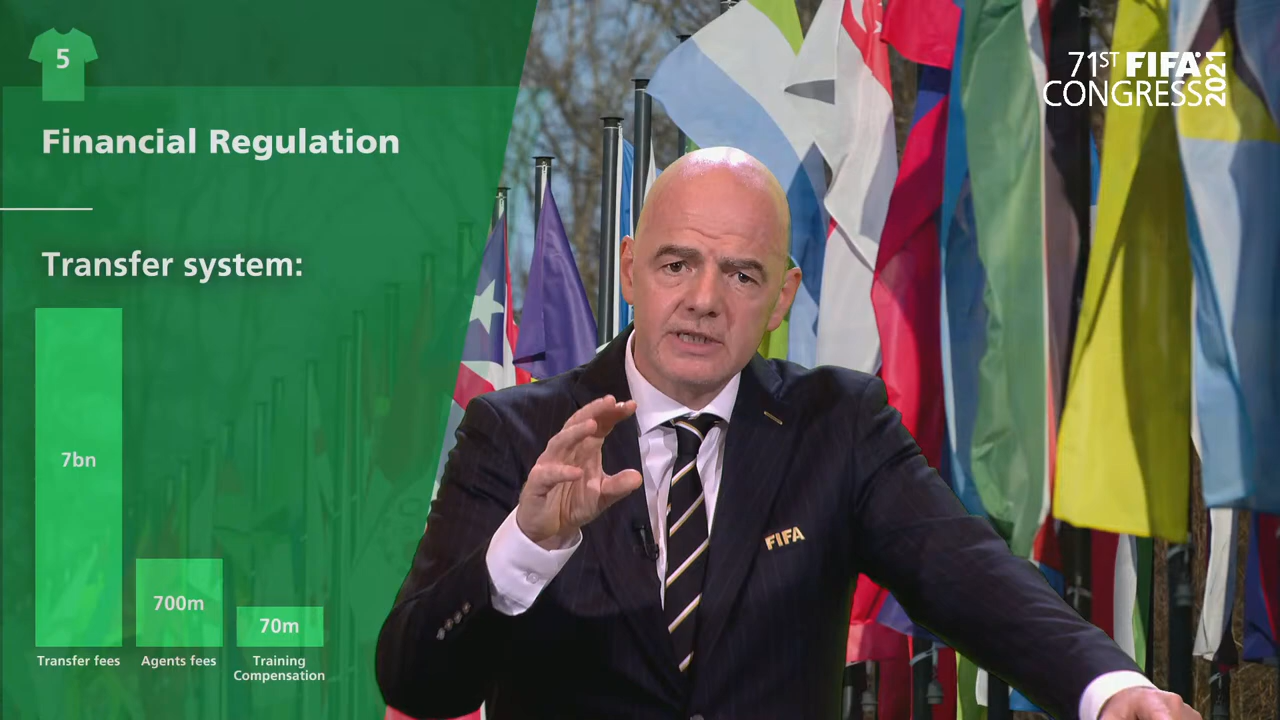 5
Financial Regulation
Transfer system:
7bn
700m
70m
Transfer fees
Agents fees
Training
Compensation
71ST FIFA®
CONGRESS
2021
FIFA